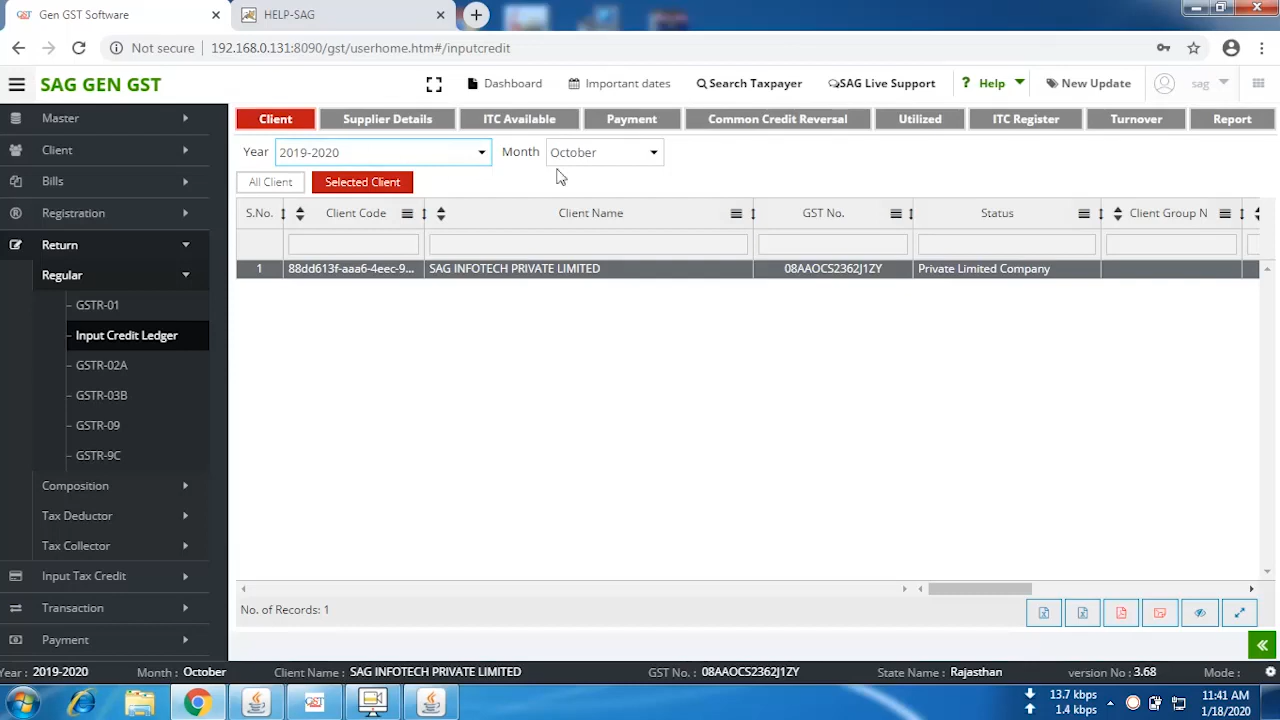 Gen GST Software
HELP-SAG
Not secure 192.168.0.131:8090/gst/userhome.htm#/inputcredit
SAG GEN GST
Dashboard
Important dates
Search Taxpayer
SAG Live Support
? Help
New Update
sag
Master
Client
Bills
Registration
Return
Regular
GSTR-01
Input Credit Ledger
GSTR-02A
GSTR-03B
GSTR-09
GSTR-9C
Composition
Tax Deductor
Tax Collector
Input Tax Credit
Transaction
Payment
Client Supplier Details ITC Available Payment Common Credit Reversal Utilized ITC Register Turnover Report
Year 2019-2020 Month October
All Client Selected Client
S.No. Client Code Client Name GST No. Status Client Group N
1 88dd613f-aaa6-4eec-9... SAG INFOTECH PRIVATE LIMITED 08AAOCS2362J1ZY Private Limited Company
No. of Records: 1
Year : 2019-2020 Month : October Client Name : SAG INFOTECH PRIVATE LIMITED GST No. : 08AAOCS2362J1ZY State Name : Rajasthan version No : 3.68 Mode :
13.7 kbps
1.4 kbps
11:41 AM
1/18/2020